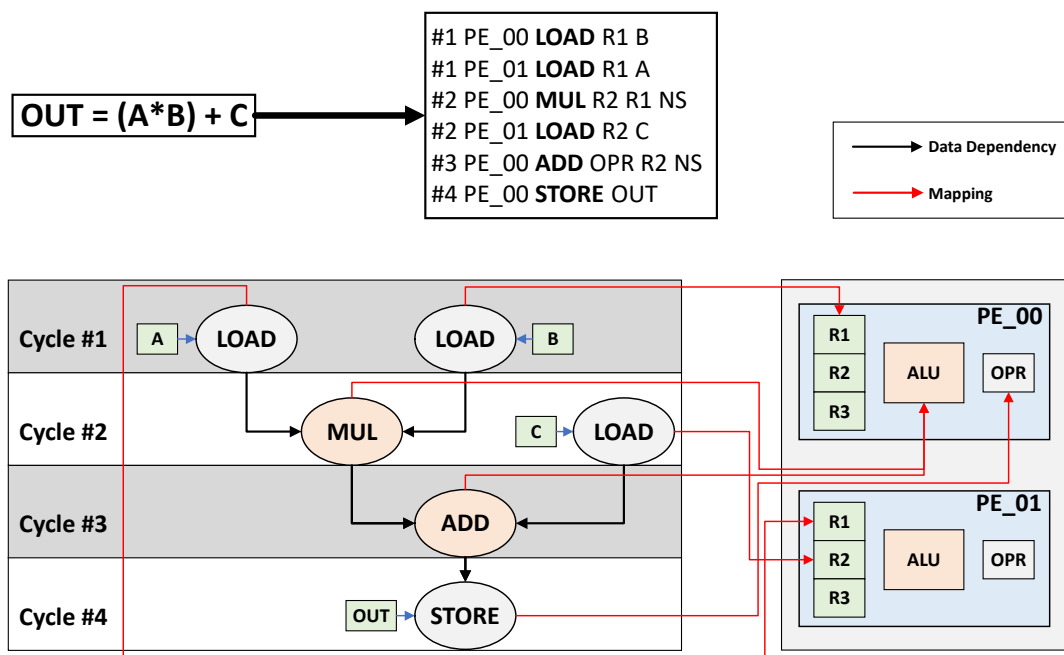 OUT = (A*B) + C
#1 PE_00 LOAD R1 B
#1 PE_01 LOAD R1 A
#2 PE_00 MUL R2 R1 NS
#2 PE_01 LOAD R2 C
#3 PE_00 ADD OPR R2 NS
#4 PE_00 STORE OUT
Data Dependency
Mapping
Cycle #1
A
LOAD
LOAD
B
Cycle #2
MUL
C
LOAD
Cycle #3
ADD
Cycle #4
OUT
STORE
PE_00
R1
R2
R3
ALU
OPR
PE_01
R1
R2
R3
ALU
OPR